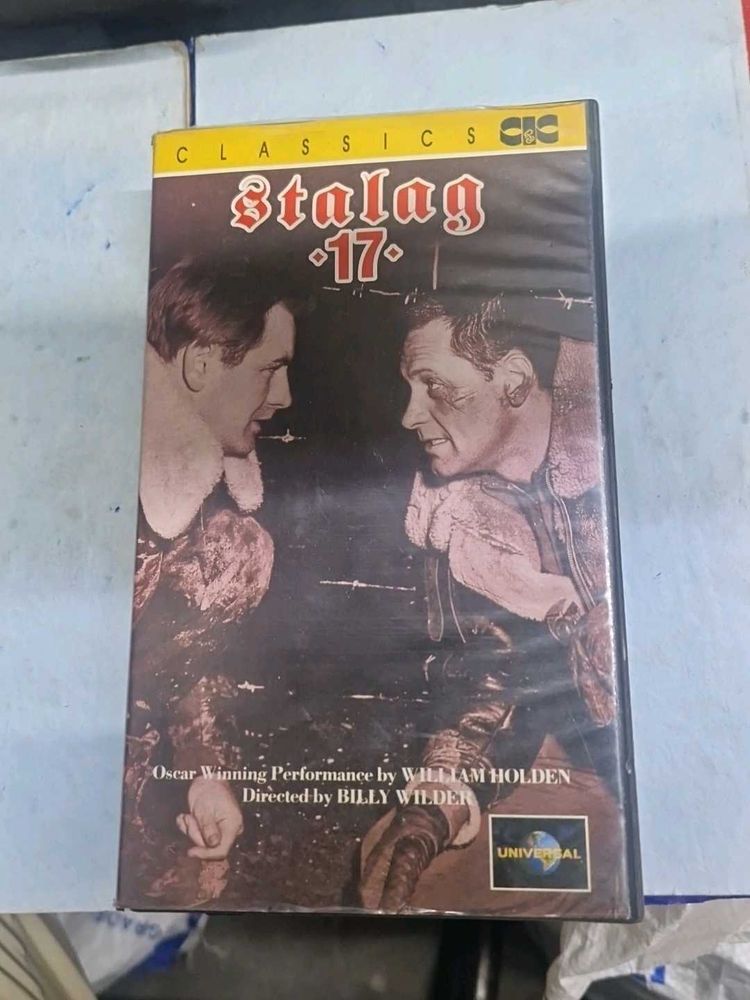 CLASSICS CIC
stalag
·17·
Oscar Winning Performance by WILLIAM HOLDEN
Directed by BILLY WILDER
UNIVERSAL